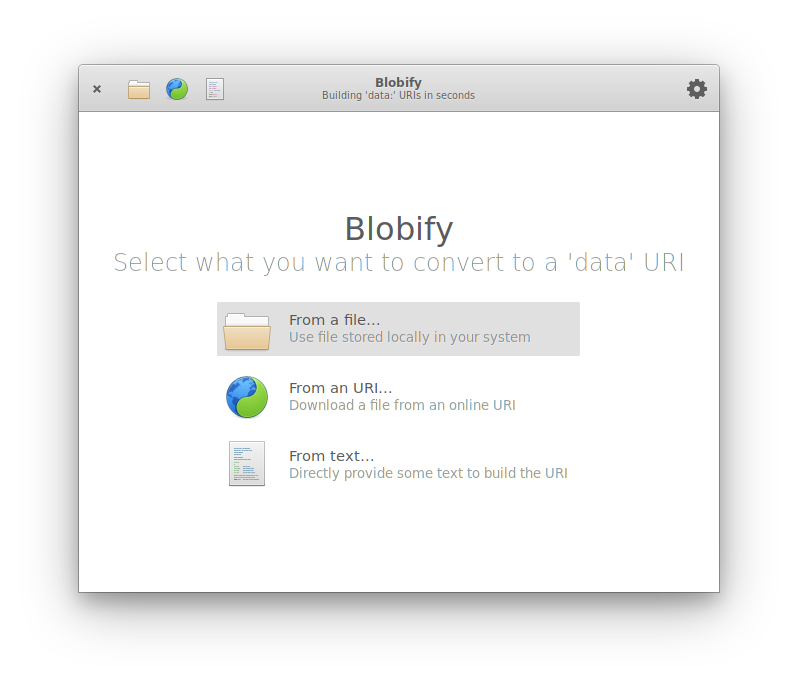 Blobify
Building 'data:' URIs in seconds
Blobify
Select what you want to convert to a 'data' URI
From a file...
Use file stored locally in your system
From an URI...
Download a file from an online URI
From text...
Directly provide some text to build the URI